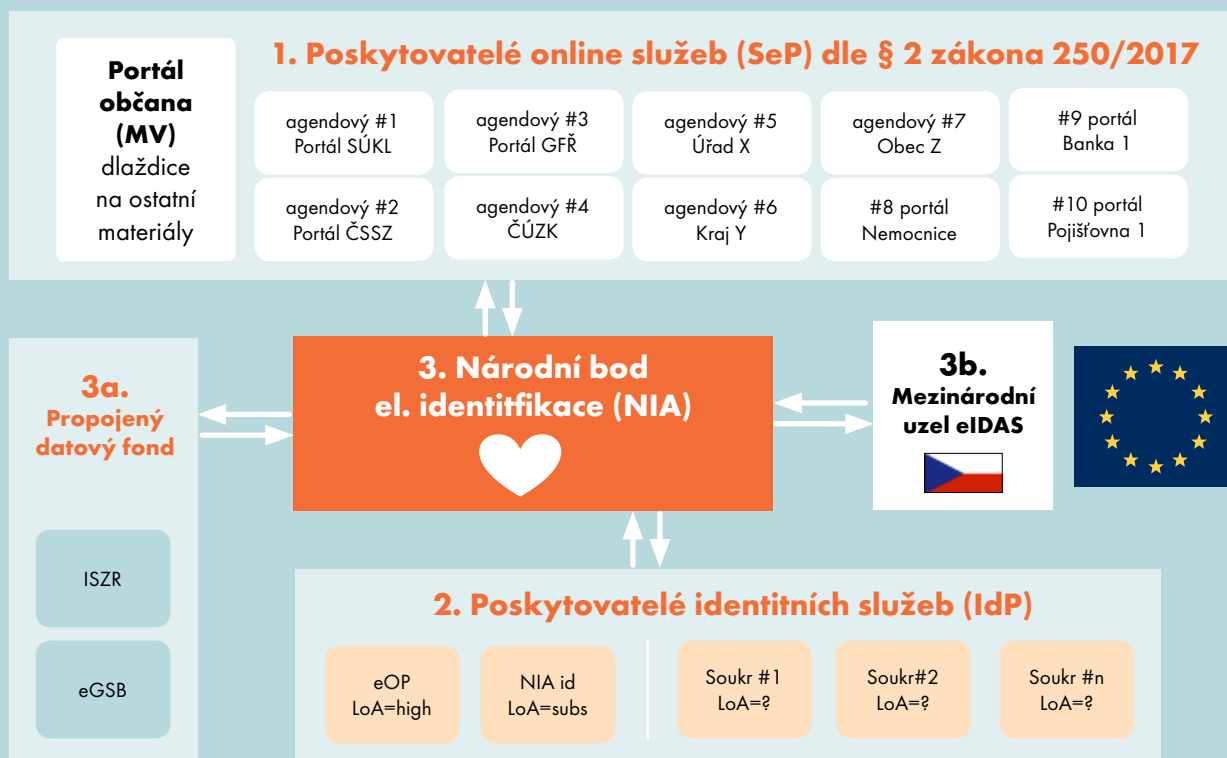 1. Poskytovatelé online služeb (SeP) dle § 2 zákona 250/2017
Portál
občana
(MV)
dlaždice
na ostatní
materiály
agendový #1
Portál SÚKL
agendový #3
Portál GFŘ
agendový #5
Úřad X
agendový #7
Obec Z
#9 portál
Banka 1
agendový #2
Portál ČSSZ
agendový #4
ČÚZK
agendový #6
Kraj Y
#8 portál
Nemocnice
#10 portál
Pojišťovna 1
3a.
Propojený
datový fond
ISZR
eGSB
3. Národní bod
el. identitfikace (NIA)
3b.
Mezinárodní
uzel eIDAS
2. Poskytovatelé identitních služeb (IdP)
eOP
LoA=high
NIA id
LoA=subs
Soukr #1
LoA=?
Soukr#2
LoA=?
Soukr #n
LoA=?